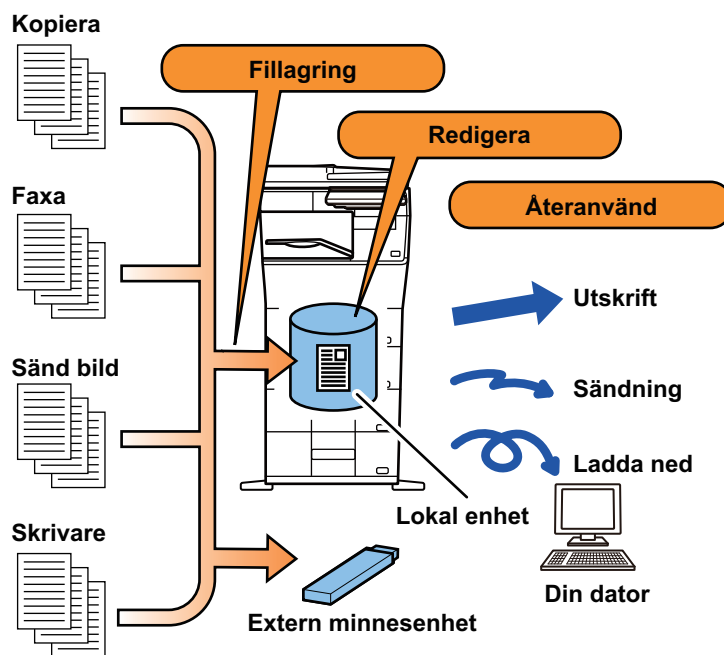 Kopiera
Fillagring
Redigera
Faxa
Återanvänd
Utskrift
Sänd bild
Sändning
Ladda ned
Lokal enhet
Skrivare
Din dator
Extern minnesenhet